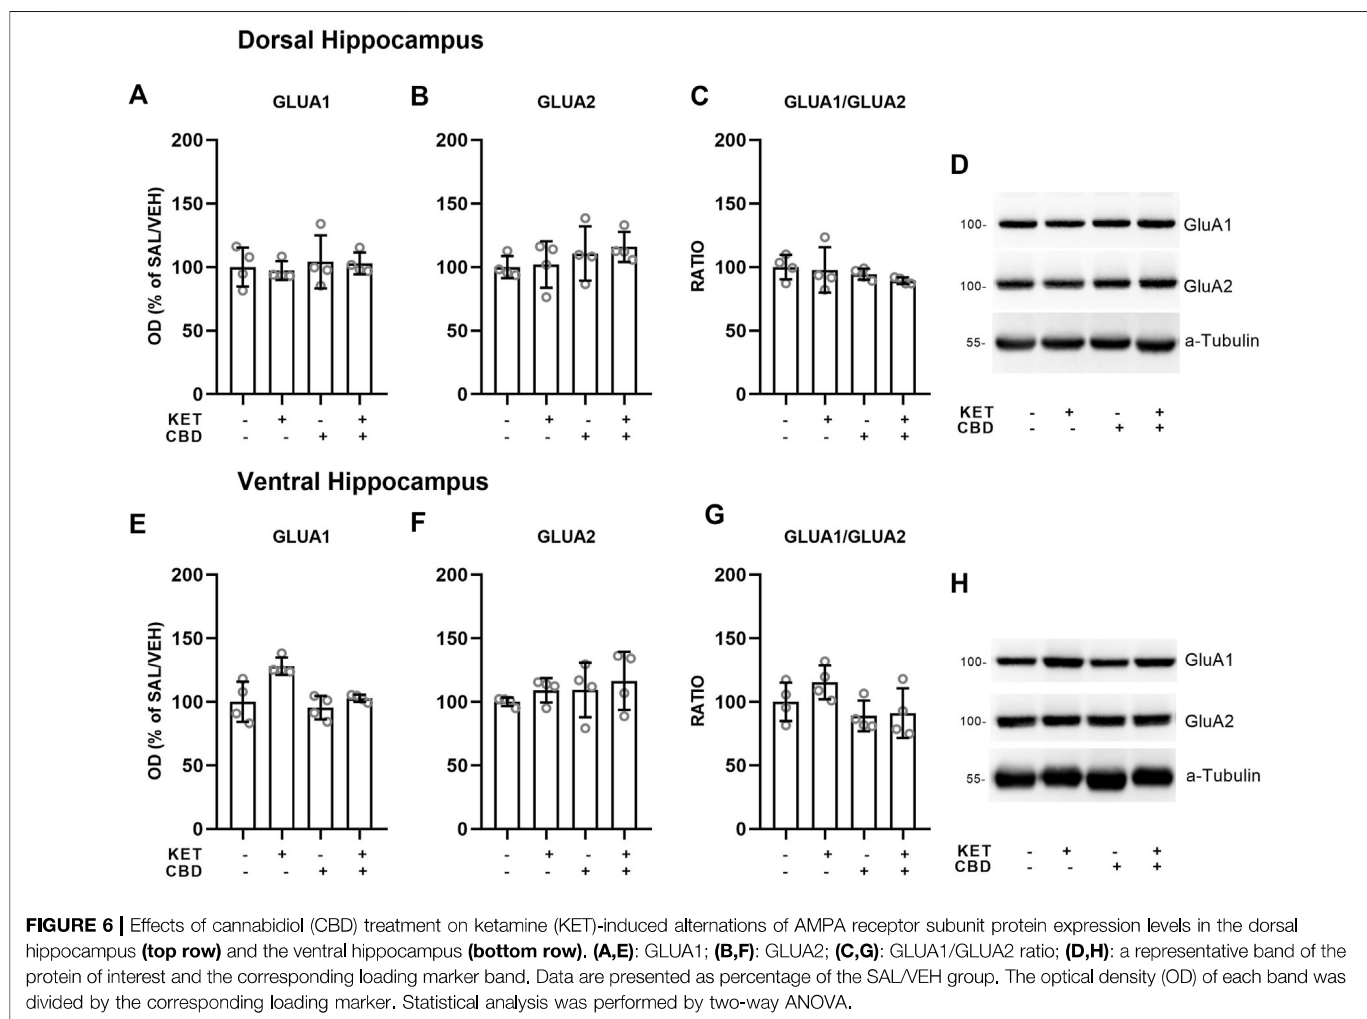 Dorsal Hippocampus
A
GLUA1
B
GLUA2
C
GLUA1/GLUA2
D
OD (% of SAL/VEH)
200
150
100
50
0
200
150
100
50
0
RATIO
200
150
100
50
0
100-
GluA1
100-
GluA2
55-
a-Tubulin
KET - + - + - + - + - + - +
CBD - - + + - - + + - - + +
KET - + - +
CBD - - + +
Ventral Hippocampus
E
GLUA1
F
GLUA2
G
GLUA1/GLUA2
H
OD (% of SAL/VEH)
200
150
100
50
0
200
150
100
50
0
RATIO
200
150
100
50
0
100-
GluA1
100-
GluA2
55-
a-Tubulin
KET - + - + - + - + - + - +
CBD - - + + - - + + - - + +
KET - + - +
CBD - - + +
FIGURE 6 | Effects of cannabidiol (CBD) treatment on ketamine (KET)-induced alternations of AMPA receptor subunit protein expression levels in the dorsal
hippocampus (top row) and the ventral hippocampus (bottom row). (A,E): GLUA1; (B,F): GLUA2; (C,G): GLUA1/GLUA2 ratio; (D,H): a representative band of the
protein of interest and the corresponding loading marker band. Data are presented as percentage of the SAL/VEH group. The optical density (OD) of each band was
divided by the corresponding loading marker. Statistical analysis was performed by two-way ANOVA.